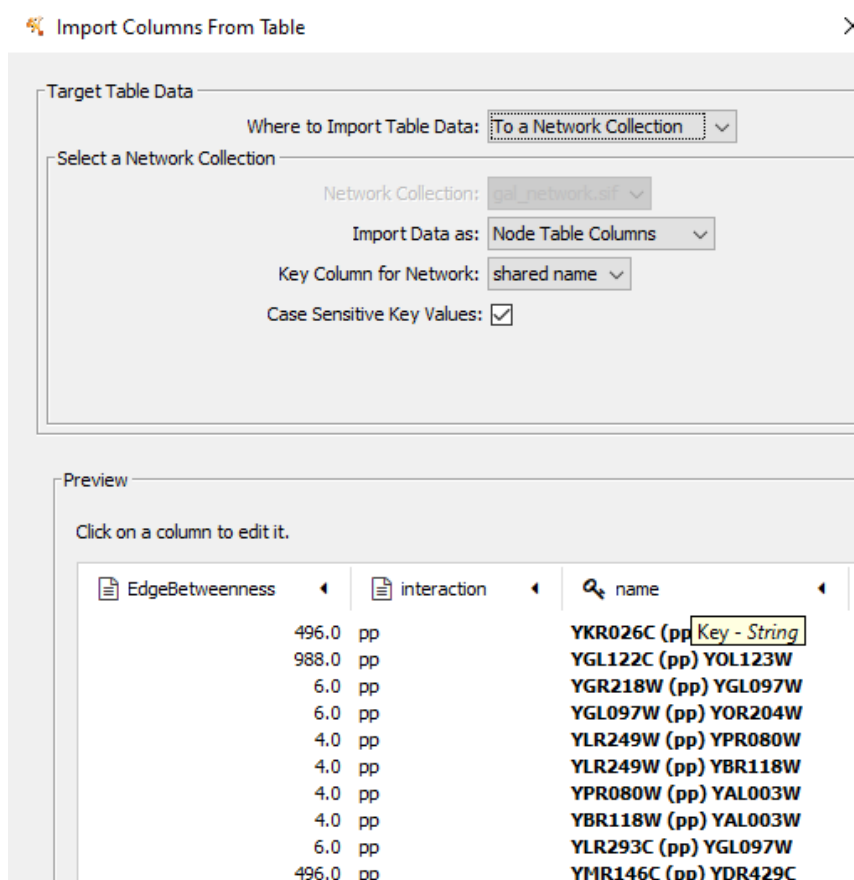 Import Columns From Table
Target Table Data
Where to Import Table Data: To a Network Collection
Select a Network Collection
Network Collection: gal_network.sif
Import Data as: Node Table Columns
Key Column for Network: shared name
Case Sensitive Key Values:
Preview
Click on a column to edit it.
EdgeBetweenness interaction name
496.0 pp YKR026C (pp Key - String
988.0 pp YGL122C (pp) YOL123W
6.0 pp YGR218W (pp) YGL097W
6.0 pp YGL097W (pp) YOR204W
4.0 pp YLR249W (pp) YPR080W
4.0 pp YLR249W (pp) YBR118W
4.0 pp YPR080W (pp) YAL003W
4.0 pp YBR118W (pp) YAL003W
6.0 pp YLR293C (pp) YGL097W
496.0 pp YMR146C (pp) YDR429C